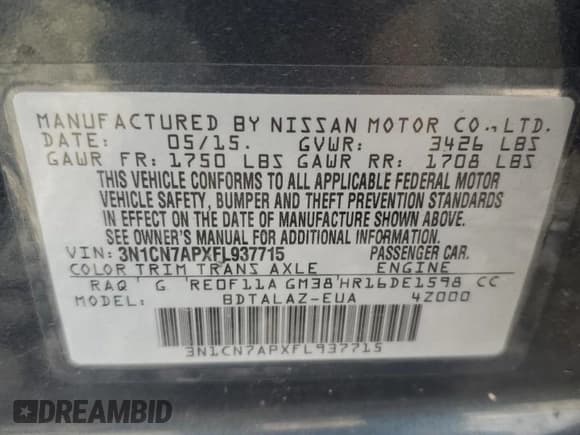 MANUFACTURED BY NISSAN MOTOR CO.,LTD.
DATE: 05/15. GVWR: 3426 LBS
GAWR FR: 1750 LBS GAWR RR: 1708 LBS
THIS VEHICLE CONFORMS TO ALL APPLICABLE FEDERAL MOTOR
VEHICLE SAFETY, BUMPER AND THEFT PREVENTION STANDARDS
IN EFFECT ON THE DATE OF MANUFACTURE SHOWN ABOVE.
SEE OWNER'S MANUAL FOR ADDITIONAL INFORMATION.
VIN: 3N1CN7APXFL937715 PASSENGER CAR.
COLOR TRIM TRANS AXLE ENGINE
RAQ G RE0F11A GM38 HR16DE1598 CC
MODEL: BDTALAZ-EUA 4Z000
3N1CN7APXFL937715
DREAMBID